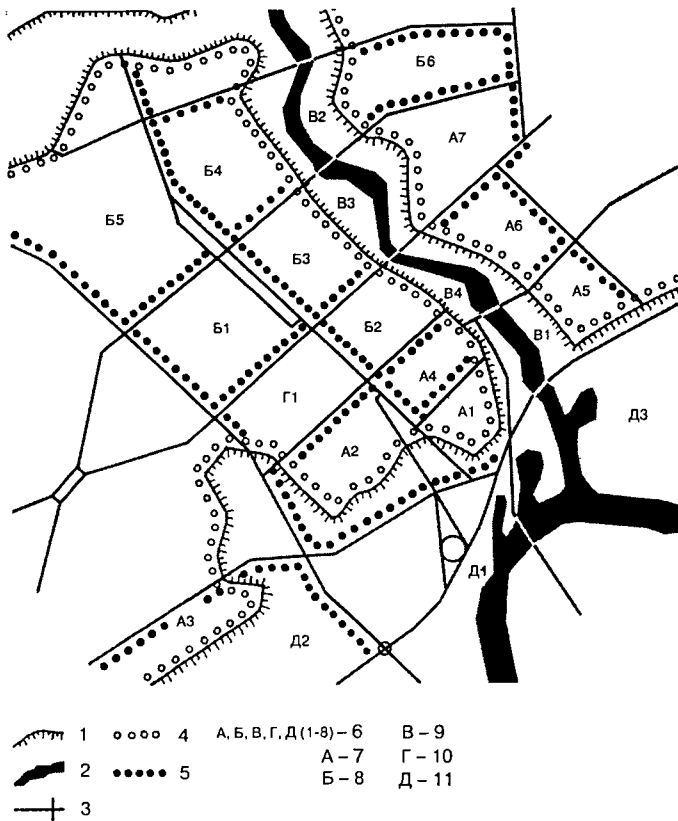 Б6
В2
А7
Б4
В3
Б5
А6
Б3
А5
В4
Б1
Б2
В1
А4
Г1
А1
Д3
А2
Д1
А3
Д2
1 4 А, Б, В, Г, Д (1-8) – 6 В – 9
2 5 А – 7 Г – 10
3 Б – 8 Д – 11